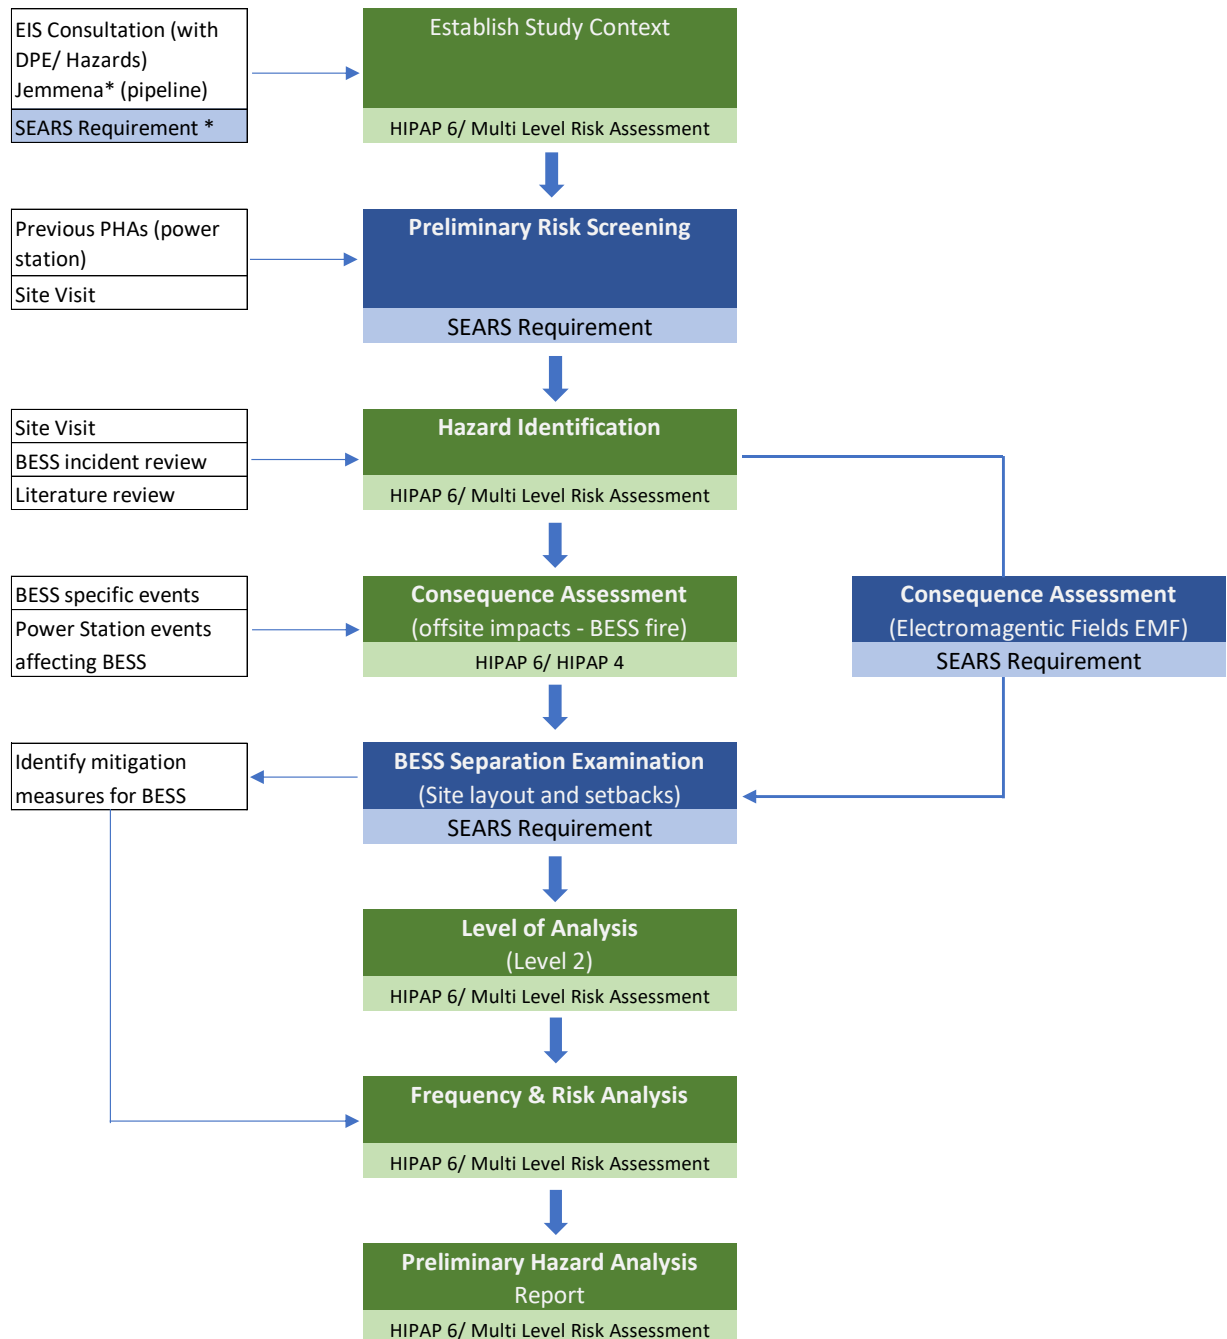 EIS Consultation (with
DPE/ Hazards)
Jemmena* (pipeline)
SEARS Requirement *
Establish Study Context
HIPAP 6/ Multi Level Risk Assessment
Previous PHAs (power
station)
Site Visit
Preliminary Risk Screening
SEARS Requirement
Site Visit
BESS incident review
Literature review
Hazard Identification
HIPAP 6/ Multi Level Risk Assessment
BESS specific events
Power Station events
affecting BESS
Consequence Assessment
(offsite impacts - BESS fire)
HIPAP 6/ HIPAP 4
Consequence Assessment
(Electromagentic Fields EMF)
SEARS Requirement
Identify mitigation
measures for BESS
BESS Separation Examination
(Site layout and setbacks)
SEARS Requirement
Level of Analysis
(Level 2)
HIPAP 6/ Multi Level Risk Assessment
Frequency & Risk Analysis
HIPAP 6/ Multi Level Risk Assessment
Preliminary Hazard Analysis
Report
HIPAP 6/ Multi Level Risk Assessment